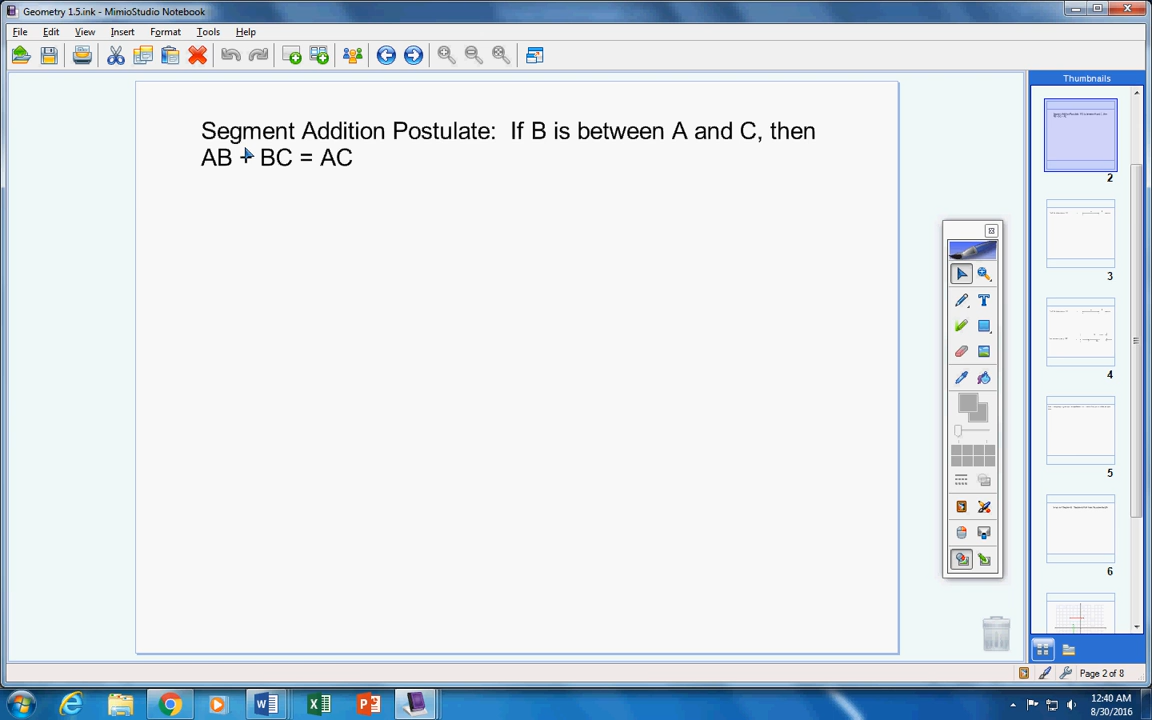 Geometry 1.5.ink - MimioStudio Notebook
File Edit View Insert Format Tools Help
Thumbnails
Segment Addition Postulate: If B is between A and C, then
AB + BC = AC
2
3
4
5
6
Page 2 of 8
12:40 AM
8/30/2016